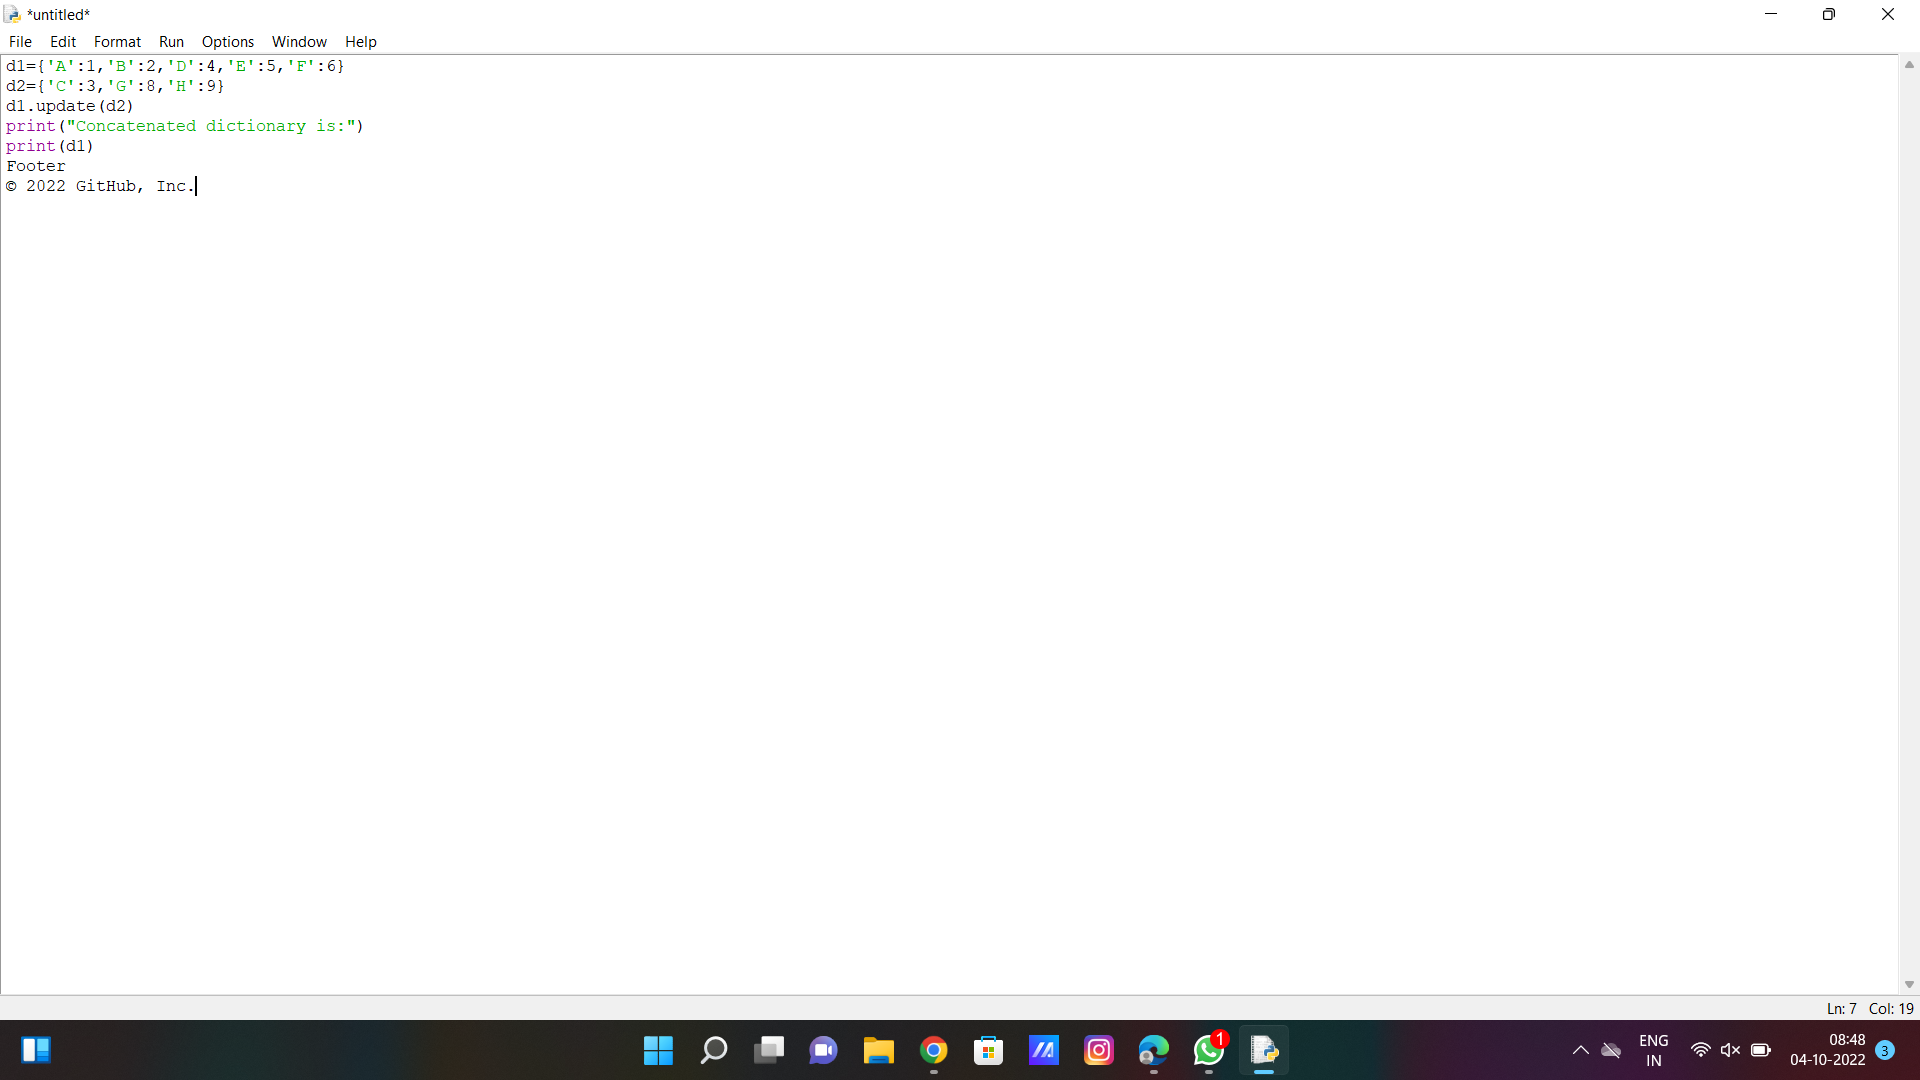 *untitled*
File Edit Format Run Options Window Help
d1={'A':1,'B':2,'D':4,'E':5,'F':6}
d2={'C':3,'G':8,'H':9}
d1.update(d2)
print("Concatenated dictionary is:")
print(d1)
Footer
© 2022 GitHub, Inc.
Ln: 7 Col: 19
1
ENG
IN
08:48
04-10-2022
3